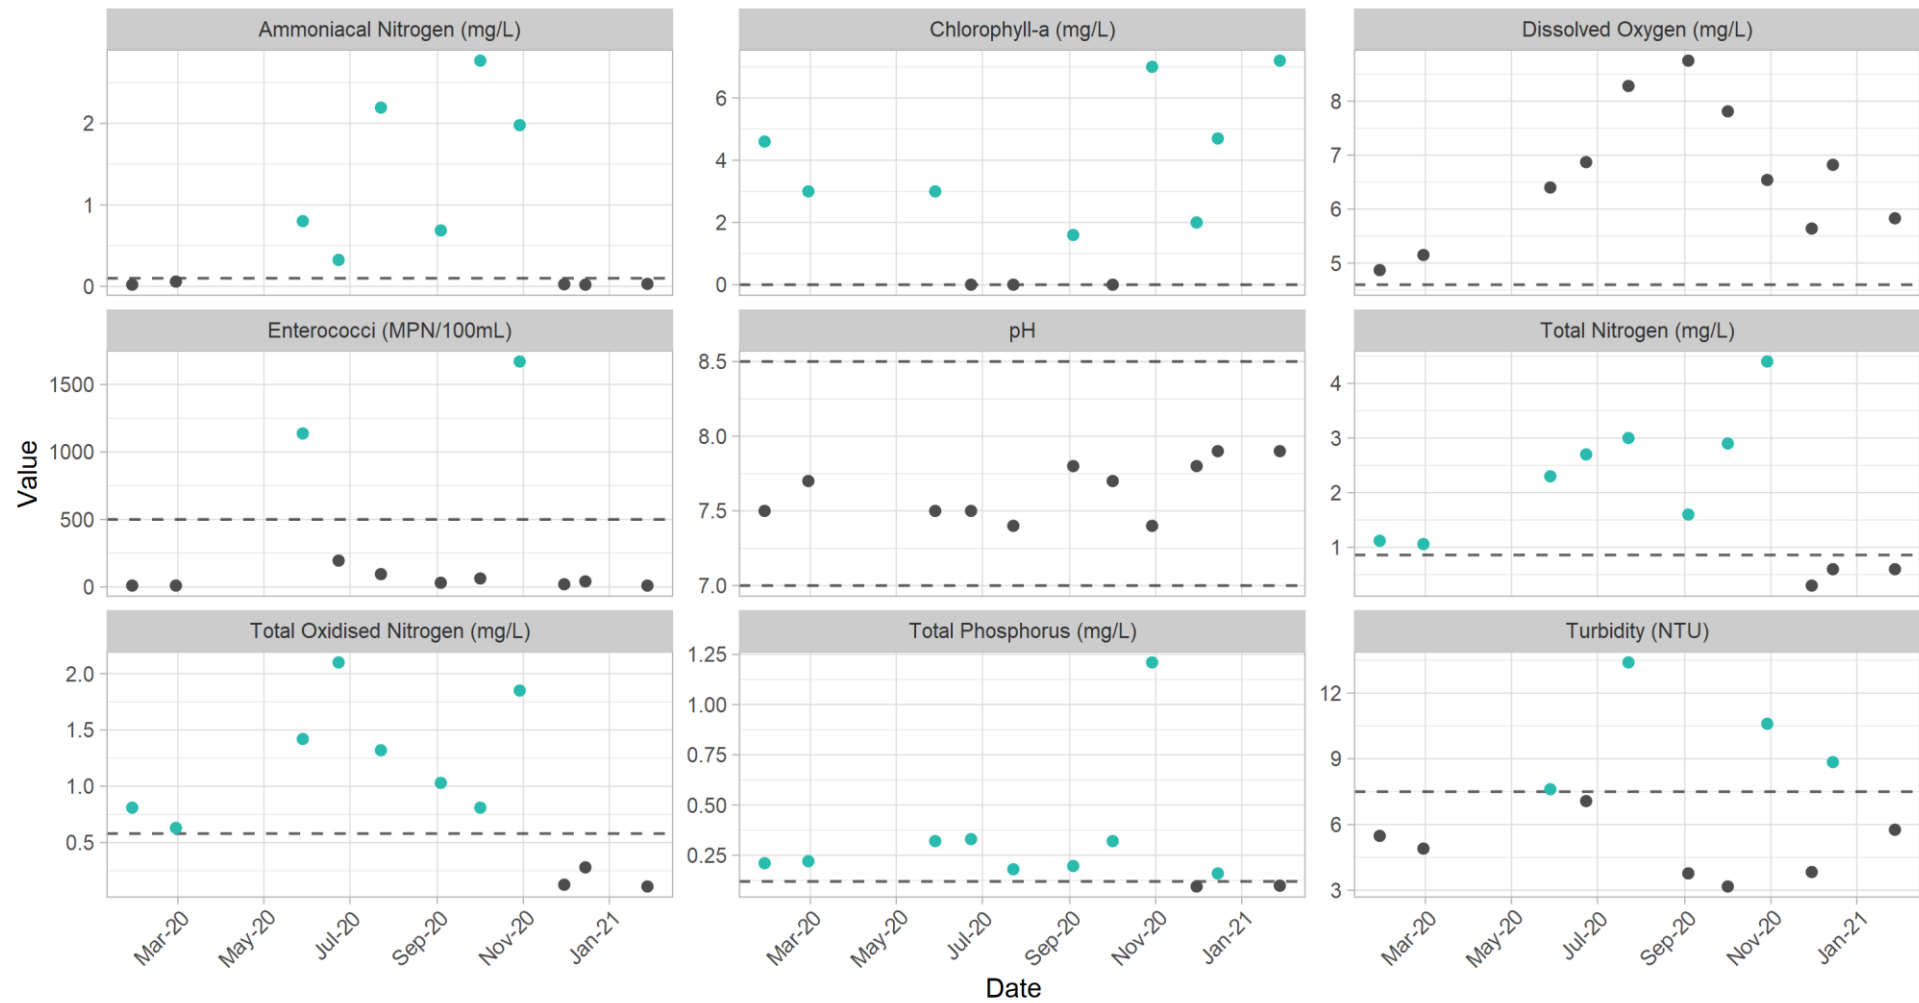 Ammoniacal Nitrogen (mg/L)
Chlorophyll-a (mg/L)
Dissolved Oxygen (mg/L)
2
1
0
6
4
2
0
8
7
6
5
Enterococci (MPN/100mL)
pH
Total Nitrogen (mg/L)
1500
1000
500
0
8.5
8.0
7.5
7.0
4
3
2
1
Value
Total Oxidised Nitrogen (mg/L)
Total Phosphorus (mg/L)
Turbidity (NTU)
2.0
1.5
1.0
0.5
1.25
1.00
0.75
0.50
0.25
12
9
6
3
Mar-20
May-20
Jul-20
Sep-20
Nov-20
Jan-21
Mar-20
May-20
Jul-20
Sep-20
Nov-20
Jan-21
Mar-20
May-20
Jul-20
Sep-20
Nov-20
Jan-21
Date